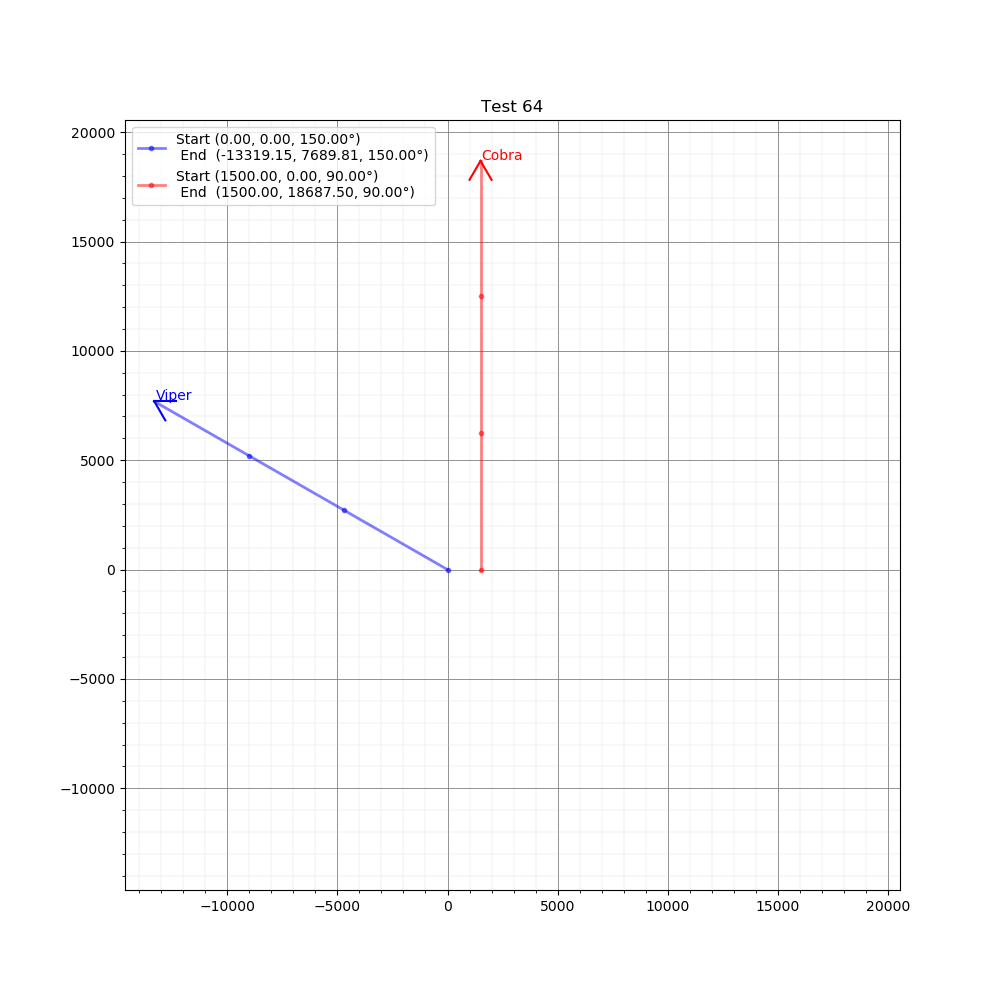 Test 64
Start (0.00, 0.00, 150.00°)
End (-13319.15, 7689.81, 150.00°)
Start (1500.00, 0.00, 90.00°)
End (1500.00, 18687.50, 90.00°)
Cobra
Viper
20000
15000
10000
5000
0
−5000
−10000
−10000 −5000 0 5000 10000 15000 20000